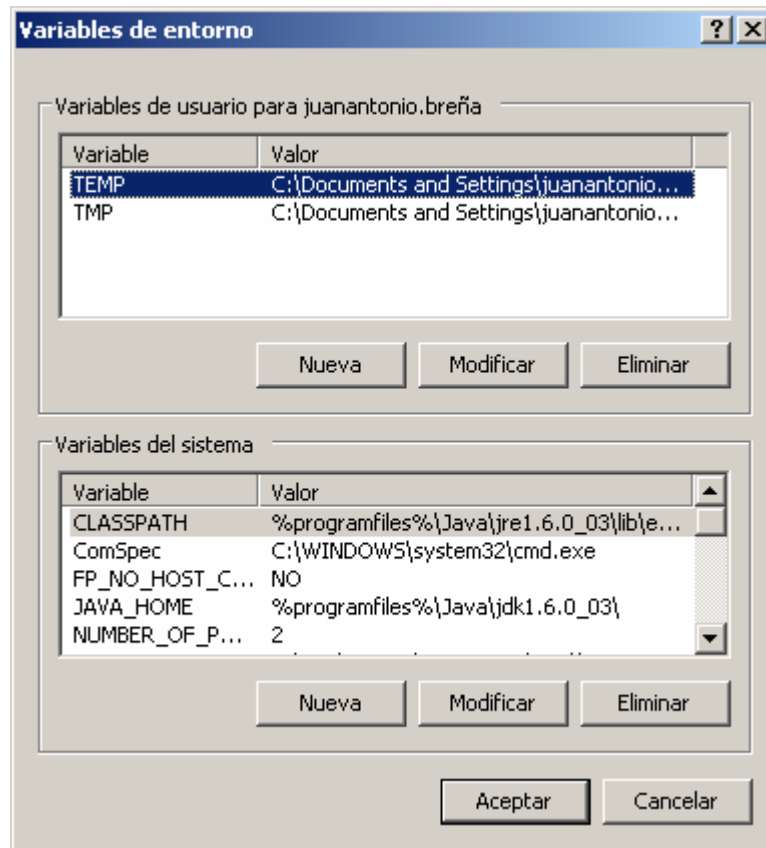 Variables de entorno
Variables de usuario para juanantonio.breña
Variable Valor
TEMP C:\Documents and Settings\juanantonio...
TMP C:\Documents and Settings\juanantonio...
Nueva Modificar Eliminar
Variables del sistema
Variable Valor
CLASSPATH %programfiles%\Java\jre1.6.0_03\lib\e...
ComSpec C:\WINDOWS\system32\cmd.exe
FP_NO_HOST_C... NO
JAVA_HOME %programfiles%\Java\jdk1.6.0_03\
NUMBER_OF_P... 2
Nueva Modificar Eliminar
Aceptar Cancelar